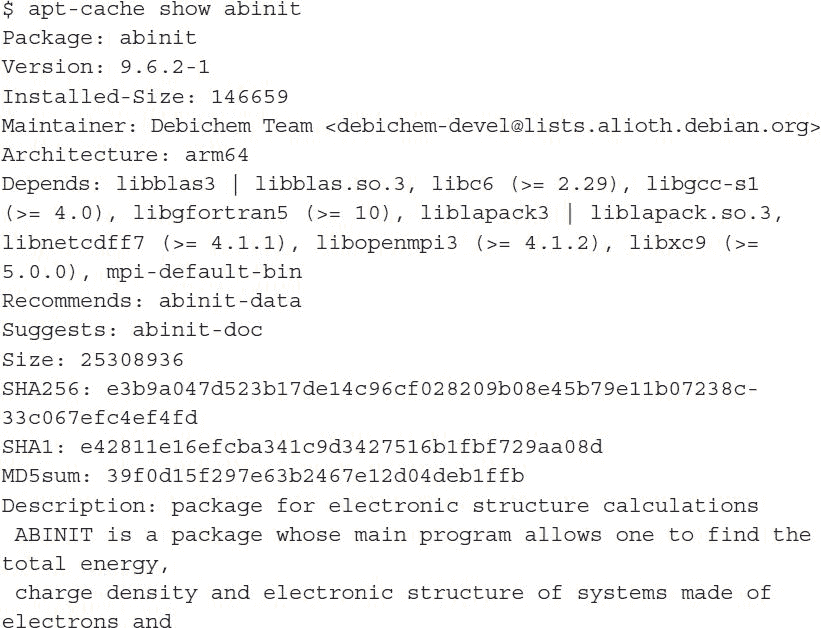 $ apt-cache show abinit
Package: abinit
Version: 9.6.2-1
Installed-Size: 146659
Maintainer: Debichem Team <debichem-devel@lists.alioth.debian.org>
Architecture: arm64
Depends: libblas3 | libblas.so.3, libc6 (>= 2.29), libgcc-s1
(>= 4.0), libgfortran5 (>= 10), liblapack3 | liblapack.so.3,
libnetcdff7 (>= 4.1.1), libopenmpi3 (>= 4.1.2), libxc9 (>=
5.0.0), mpi-default-bin
Recommends: abinit-data
Suggests: abinit-doc
Size: 25308936
SHA256: e3b9a047d523b17de14c96cf028209b08e45b79e11b07238c-
33c067efc4ef4fd
SHA1: e42811e16efcba341c9d3427516b1fbf729aa08d
MD5sum: 39f0d15f297e63b2467e12d04deb1ffb
Description: package for electronic structure calculations
 ABINIT is a package whose main program allows one to find the
total energy,
 charge density and electronic structure of systems made of
electrons and